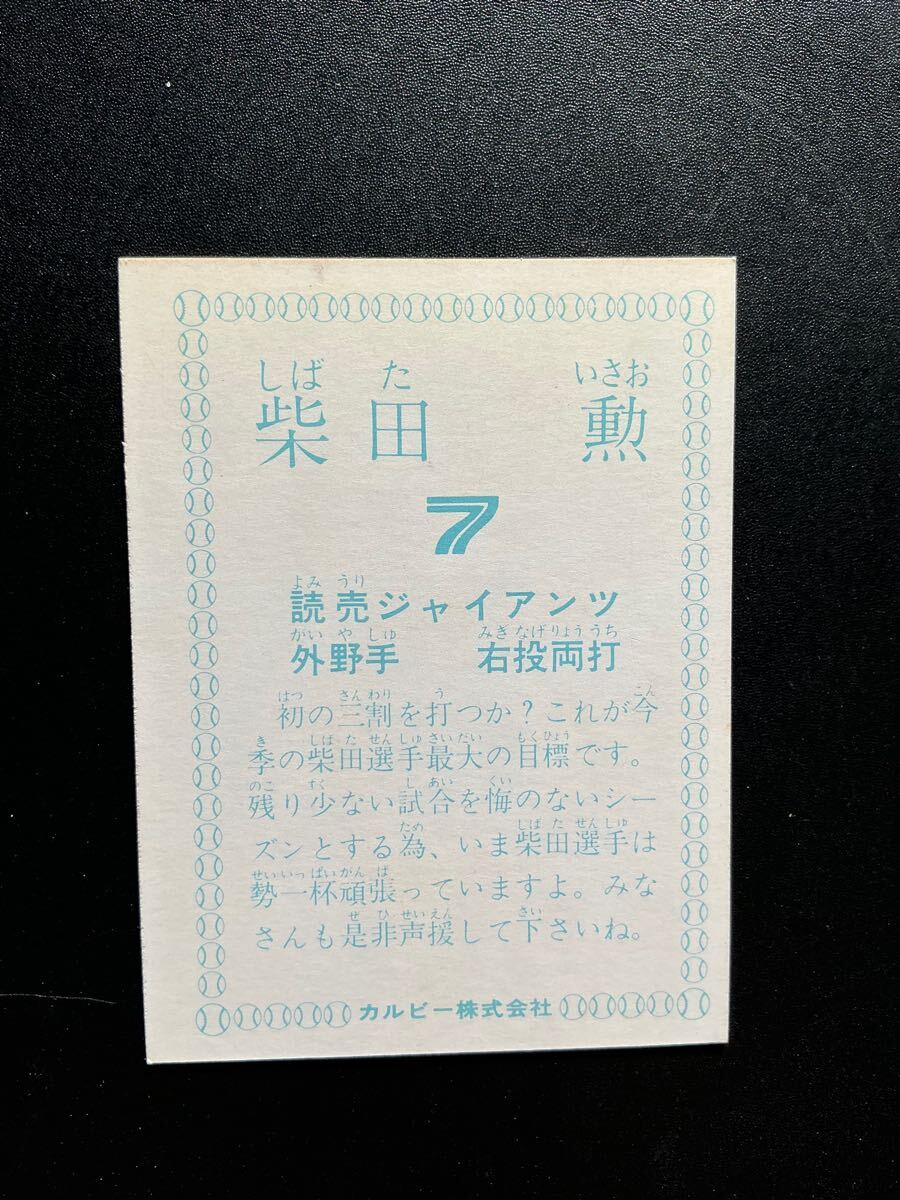 しば た いさお
柴田 勲
7
よみ うり
読売ジャイアンツ
がい や しゅ みぎ なげ りょう うち
外野手 右投両打
はつ さん わり う こん
初の三割を打つか?これが今
き しば た せん しゅ さい だい もく ひょう
季の柴田選手最大の目標です。
のこ すく し あい くい
残り少ない試合を悔のないシー
ため しば た せん しゅ
ズンとする為、いま柴田選手は
せい いっ ぱい がん ば
勢一杯頑張っていますよ。みな
ぜ ひ せい えん さい
さんも是非声援して下さいね。
カルビー株式会社